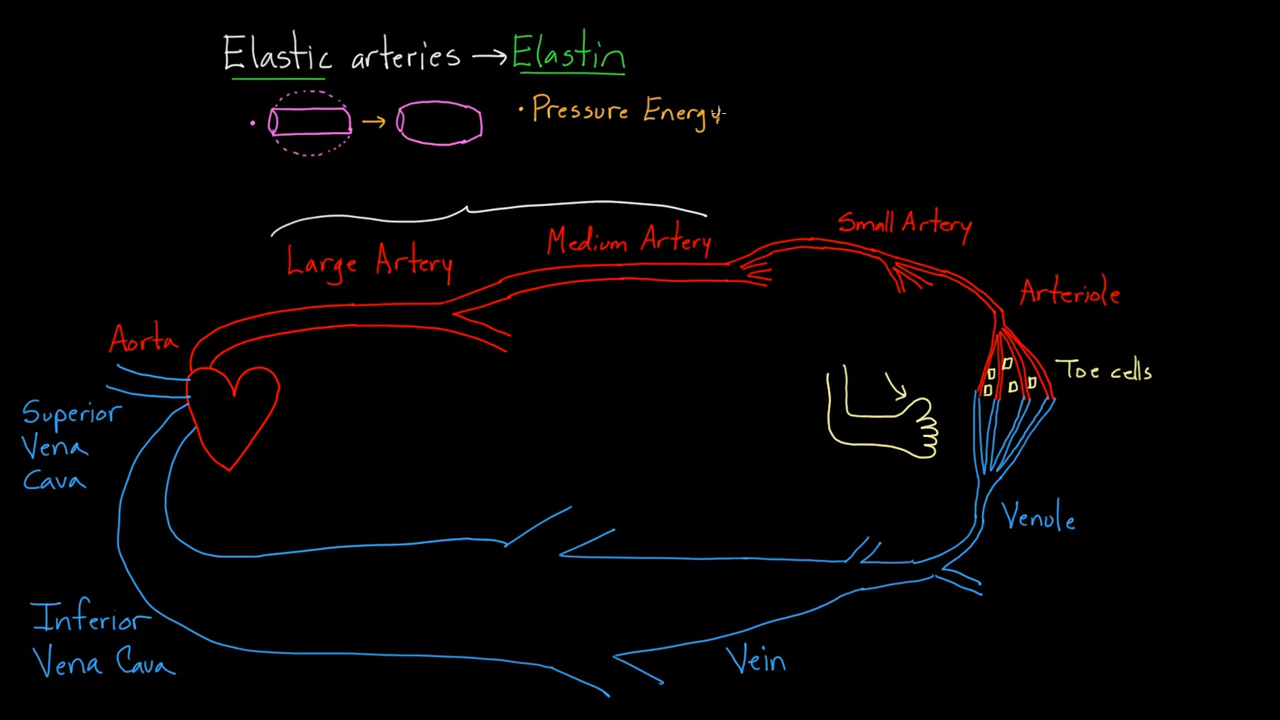 Elastic arteries → Elastin
• Pressure Energy
Small Artery
Medium Artery
Large Artery
Arteriole
Aorta
Toe cells
Superior
Vena
Cava
Venule
Inferior
Vena Cava
Vein